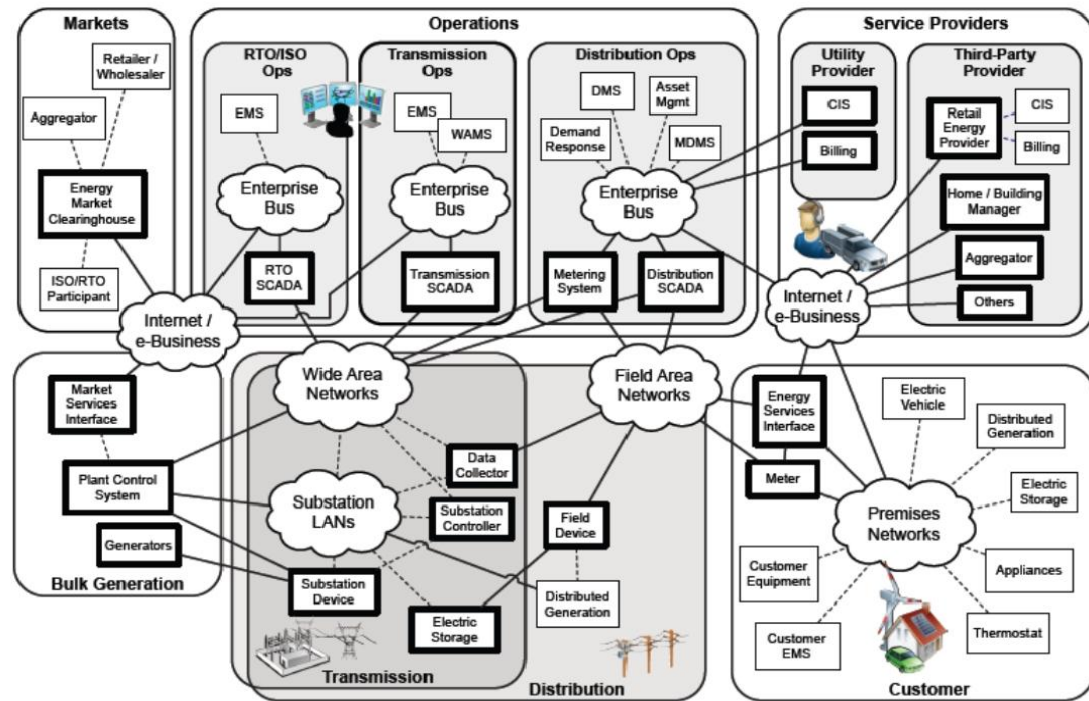 Markets
Retailer /
Wholesaler
Aggregator
Energy
Market
Clearinghouse
ISO/RTO
Participant
Operations
RTO/ISO
Ops
EMS
Enterprise
Bus
RTO
SCADA
Transmission
Ops
EMS
WAMS
Enterprise
Bus
Transmission
SCADA
Distribution Ops
DMS
Asset
Mgmt
Demand
Response
MDMS
Enterprise
Bus
Metering
System
Distribution
SCADA
Service Providers
Utility
Provider
CIS
Billing
Third-Party
Provider
Retail
Energy
Provider
CIS
Billing
Home / Building
Manager
Aggregator
Others
Internet /
e-Business
Internet /
e-Business
Market
Services
Interface
Plant Control
System
Generators
Bulk Generation
Wide Area
Networks
Data
Collector
Substation
LANs
Substation
Controller
Substation
Device
Electric
Storage
Transmission
Field Area
Networks
Field
Device
Distributed
Generation
Distribution
Energy
Services
Interface
Meter
Electric
Vehicle
Distributed
Generation
Electric
Storage
Premises
Networks
Customer
Equipment
Appliances
Customer
EMS
Thermostat
Customer